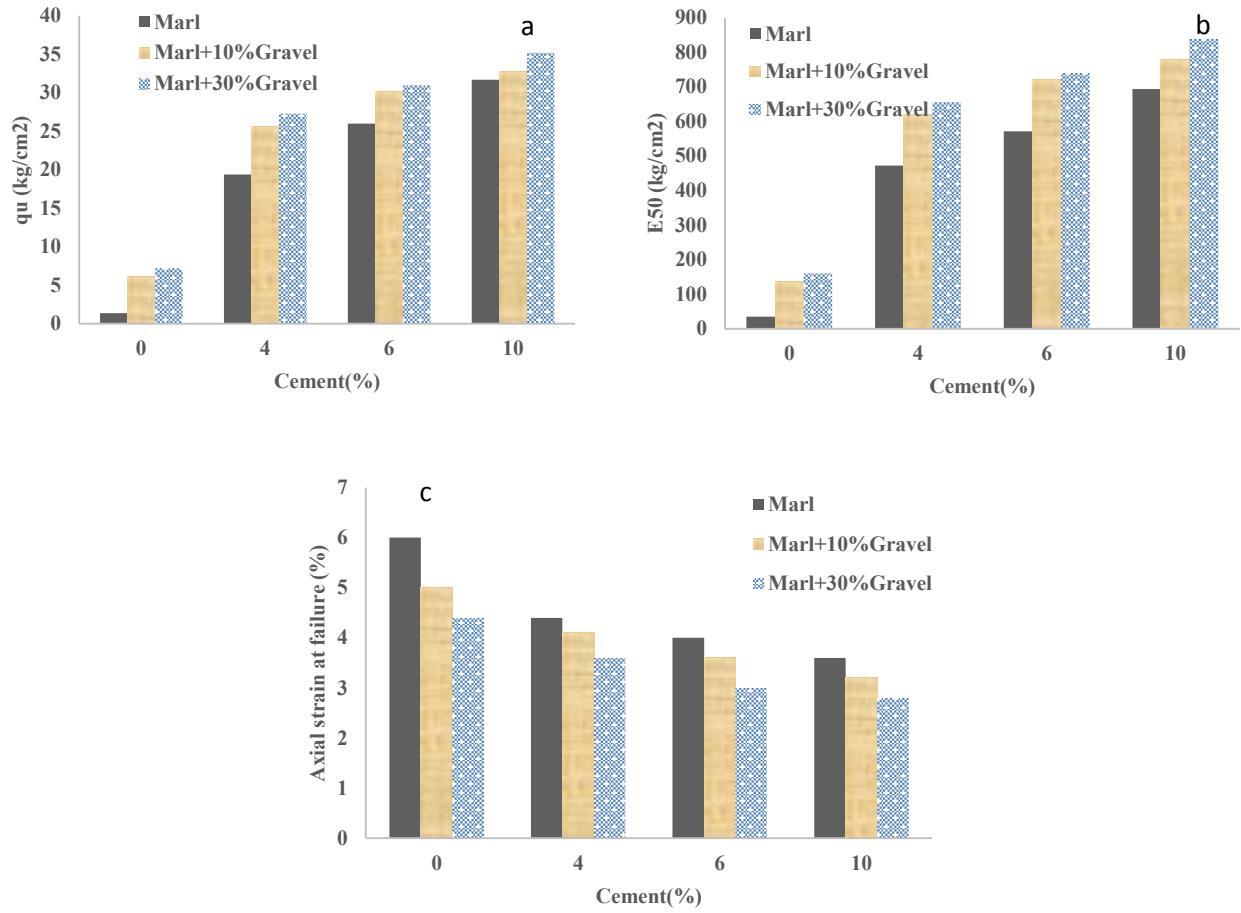 a
40
35
30
25
20
15
10
5
0
qu (kg/cm2)
Marl
Marl+10%Gravel
Marl+30%Gravel
0 4 6 10
Cement(%)
b
900
800
700
600
500
400
300
200
100
0
E50 (kg/cm2)
Marl
Marl+10%Gravel
Marl+30%Gravel
0 4 6 10
Cement(%)
c
7
6
5
4
3
2
1
0
Axial strain at failure (%)
Marl
Marl+10%Gravel
Marl+30%Gravel
0 4 6 10
Cement(%)